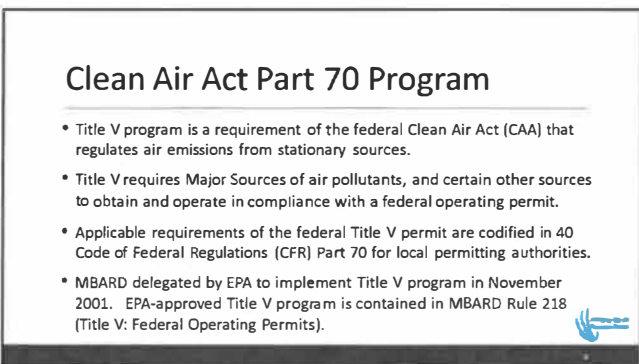 Clean Air Act Part 70 Program
• Title V program is a requirement of the federal Clean Air Act (CAA) that
regulates air emissions from stationary sources.
• Title V requires Major Sources of air pollutants, and certain other sources
to obtain and operate in compliance with a federal operating permit.
• Applicable requirements of the federal Title V permit are codified in 40
Code of Federal Regulations (CFR) Part 70 for local permitting authorities.
• MBARD delegated by EPA to implement Title V program in November
2001. EPA-approved Title V program is contained in MBARD Rule 218
(Title V: Federal Operating Permits).